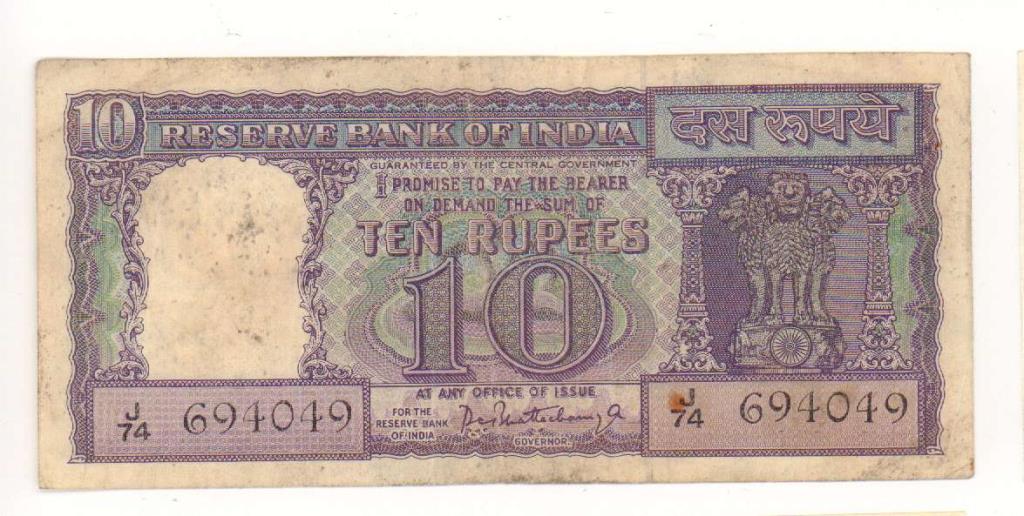 10 RESERVE BANK OF INDIA दस रूपये
GUARANTEED BY THE CENTRAL GOVERNMENT
I PROMISE TO PAY THE BEARER
ON DEMAND THE SUM OF
TEN RUPEES
10
AT ANY OFFICE OF ISSUE
J/74 694049
FOR THE
RESERVE BANK
OF INDIA
GOVERNOR.
J/74 694049